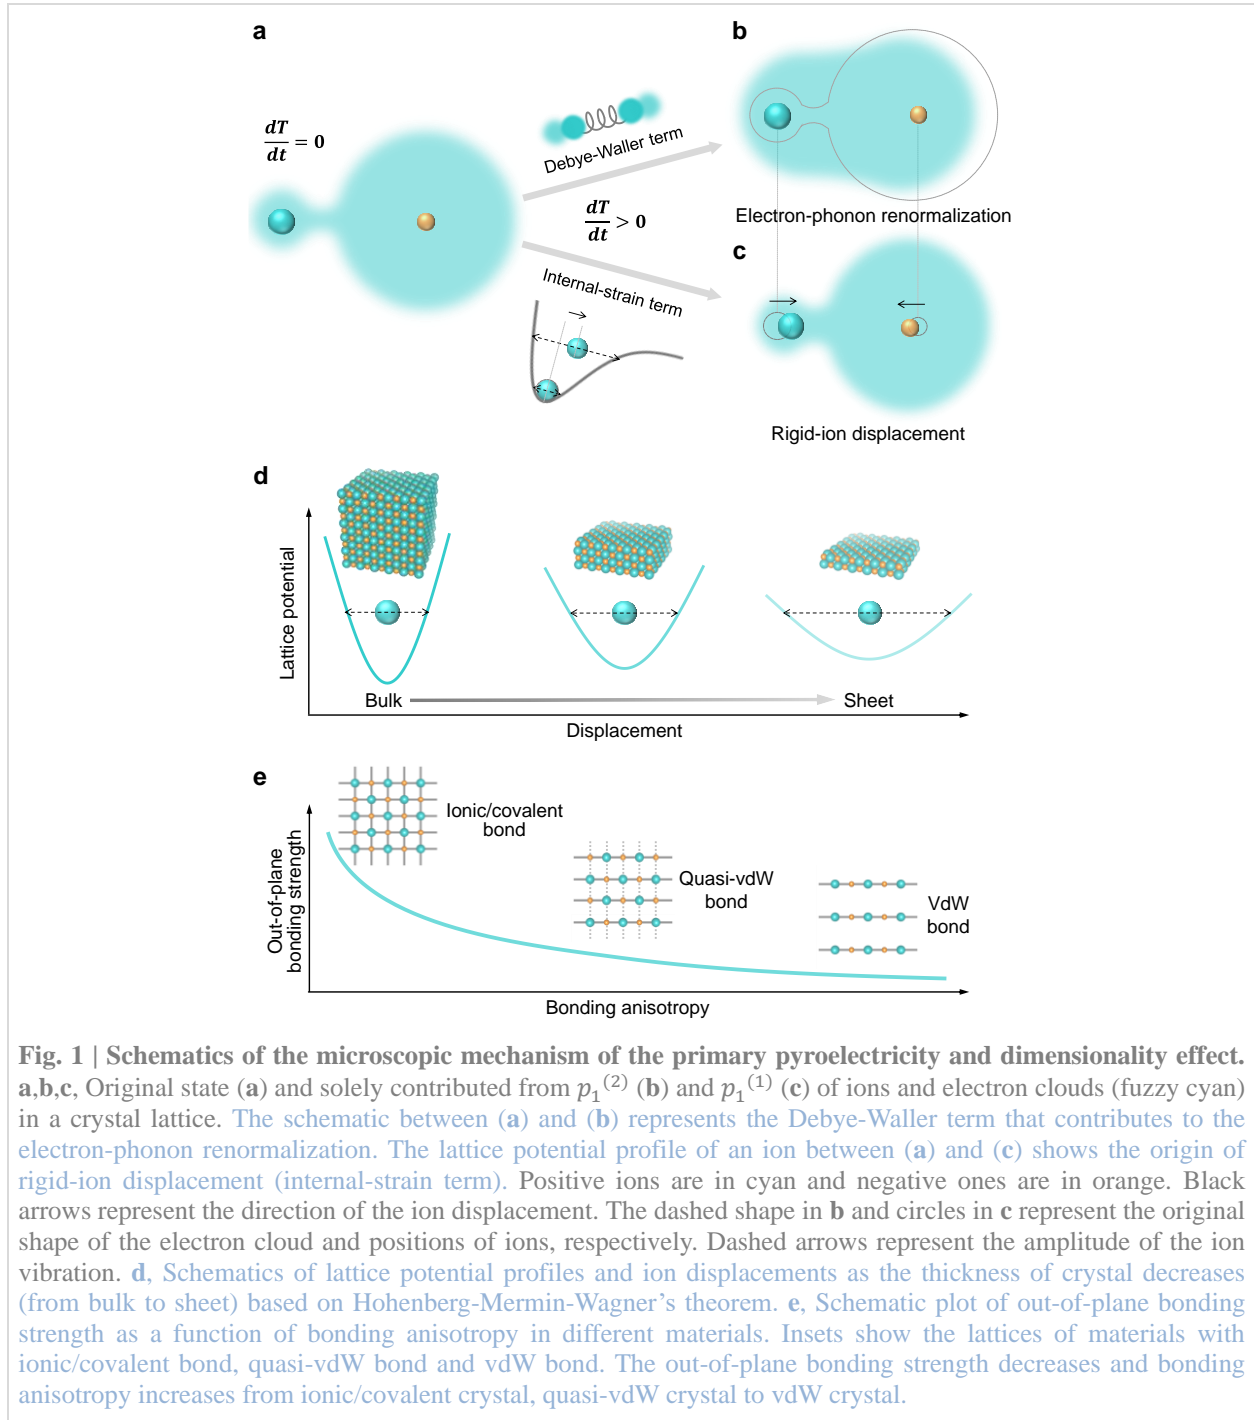 a
b
dT/dt = 0
Debye-Waller term
dT/dt > 0
Electron-phonon renormalization
c
Internal-strain term
Rigid-ion displacement
d
Lattice potential
Bulk
Sheet
Displacement
e
Ionic/covalent
bond
Quasi-vdW
bond
VdW
bond
Out-of-plane
bonding strength
Bonding anisotropy
Fig. 1 | Schematics of the microscopic mechanism of the primary pyroelectricity and dimensionality effect.
a,b,c, Original state (a) and solely contributed from p₁⁽²⁾ (b) and p₁⁽¹⁾ (c) of ions and electron clouds (fuzzy cyan)
in a crystal lattice. The schematic between (a) and (b) represents the Debye-Waller term that contributes to the
electron-phonon renormalization. The lattice potential profile of an ion between (a) and (c) shows the origin of
rigid-ion displacement (internal-strain term). Positive ions are in cyan and negative ones are in orange. Black
arrows represent the direction of the ion displacement. The dashed shape in b and circles in c represent the original
shape of the electron cloud and positions of ions, respectively. Dashed arrows represent the amplitude of the ion
vibration. d, Schematics of lattice potential profiles and ion displacements as the thickness of crystal decreases
(from bulk to sheet) based on Hohenberg-Mermin-Wagner's theorem. e, Schematic plot of out-of-plane bonding
strength as a function of bonding anisotropy in different materials. Insets show the lattices of materials with
ionic/covalent bond, quasi-vdW bond and vdW bond. The out-of-plane bonding strength decreases and bonding
anisotropy increases from ionic/covalent crystal, quasi-vdW crystal to vdW crystal.